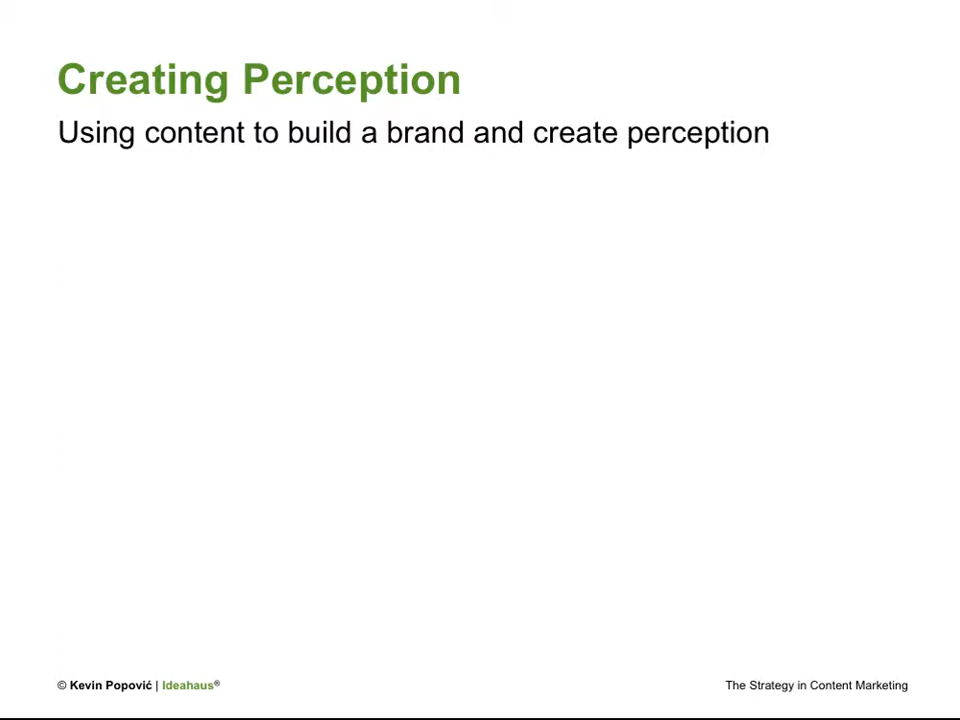 Creating Perception
Using content to build a brand and create perception
© Kevin Popović | Ideahaus®
The Strategy in Content Marketing